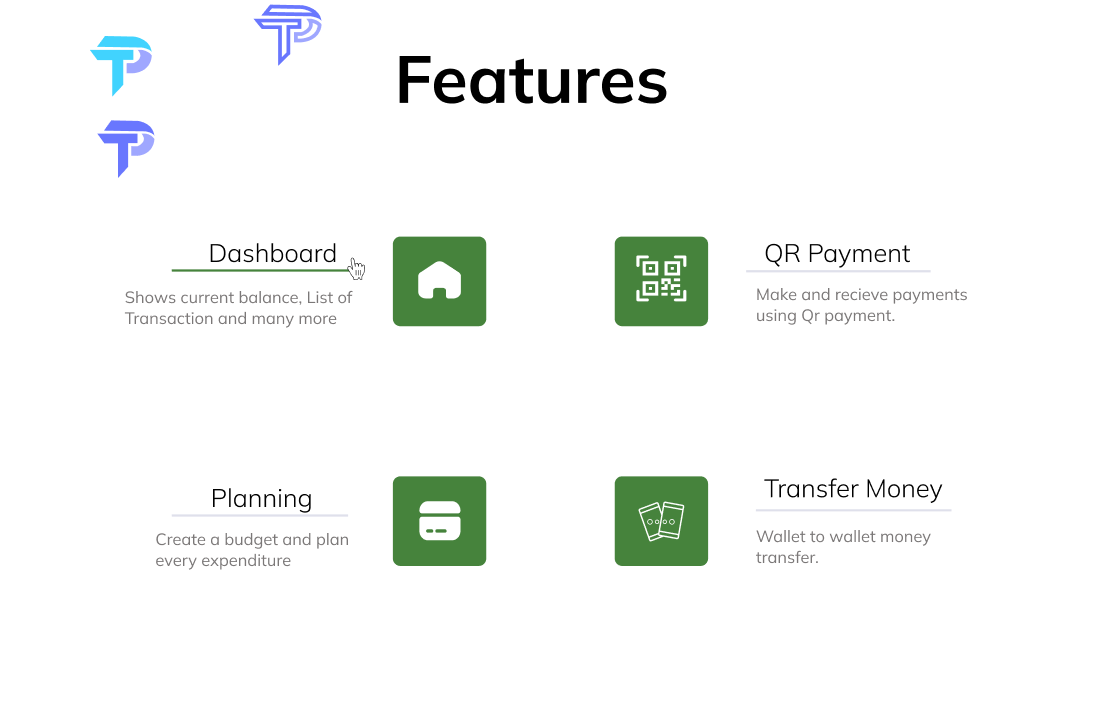 Features
Dashboard
Shows current balance, List of
Transaction and many more
QR Payment
Make and recieve payments
using Qr payment.
Planning
Create a budget and plan
every expenditure
Transfer Money
Wallet to wallet money
transfer.